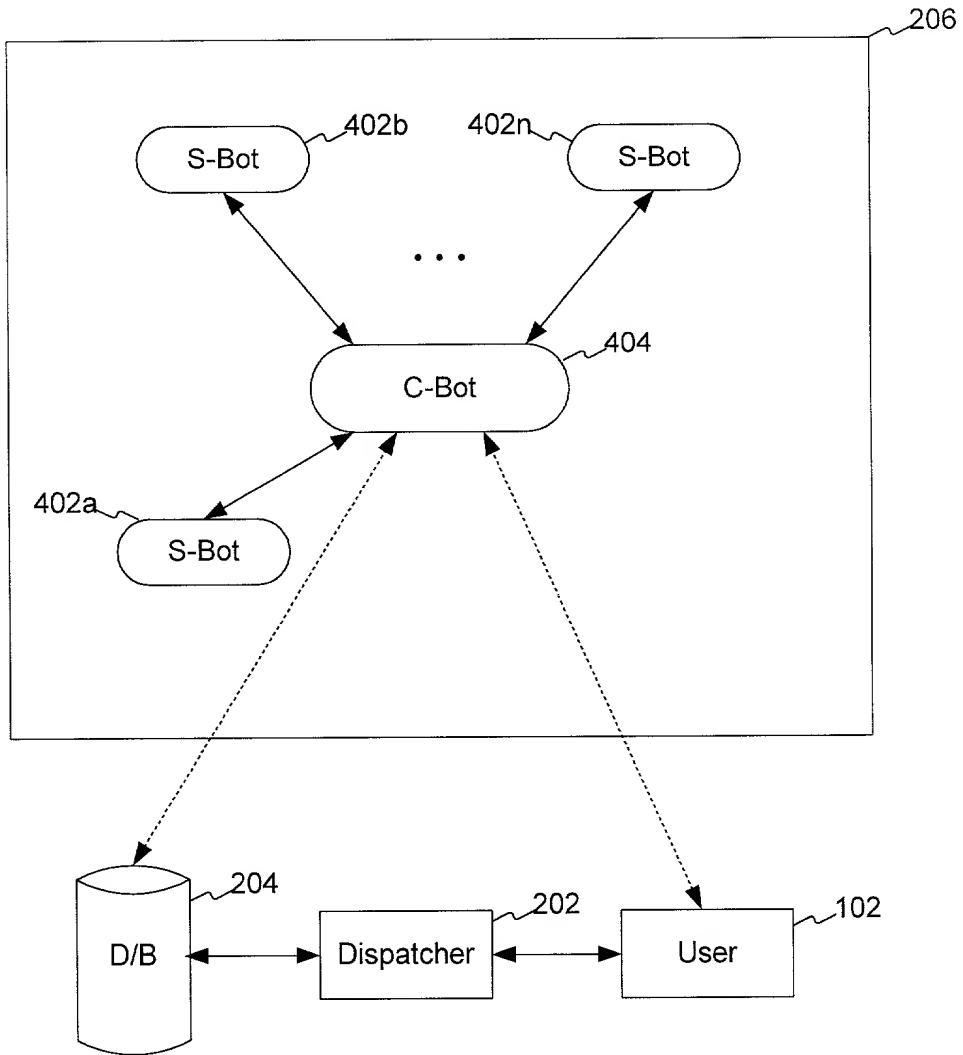 206
402b
402n
S-Bot
S-Bot
...
404
C-Bot
402a
S-Bot
204
202
102
D/B
Dispatcher
User